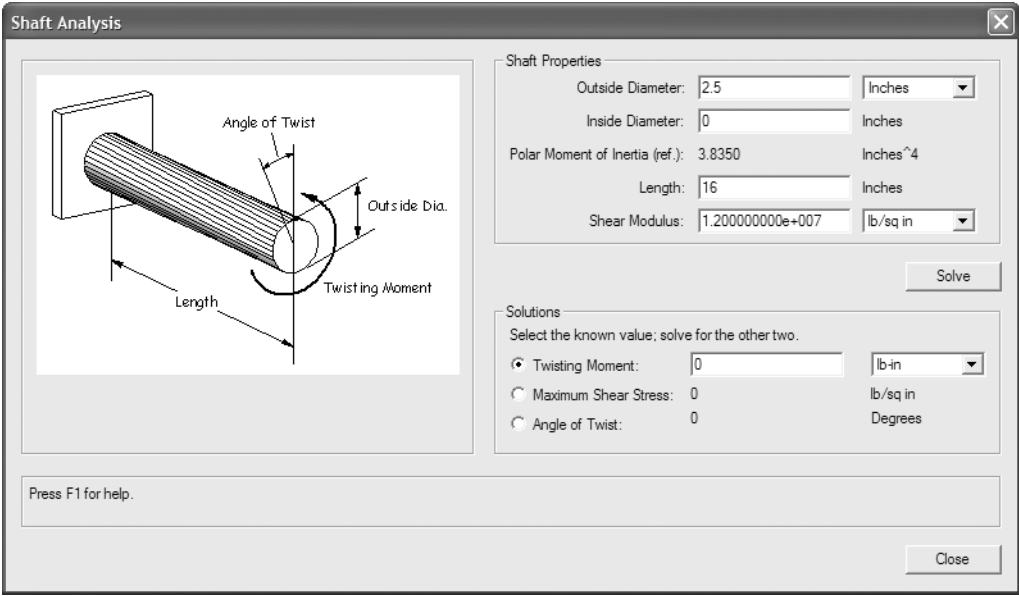 Shaft Analysis
Angle of Twist
Outside Dia.
Length
Twisting Moment
Shaft Properties
Outside Diameter: 2.5 Inches
Inside Diameter: 0 Inches
Polar Moment of Inertia (ref.): 3.8350 Inches^4
Length: 16 Inches
Shear Modulus: 1.200000000e+007 lb/sq in
Solve
Solutions
Select the known value; solve for the other two.
Twisting Moment: 0 lb-in
Maximum Shear Stress: 0 lb/sq in
Angle of Twist: 0 Degrees
Press F1 for help.
Close